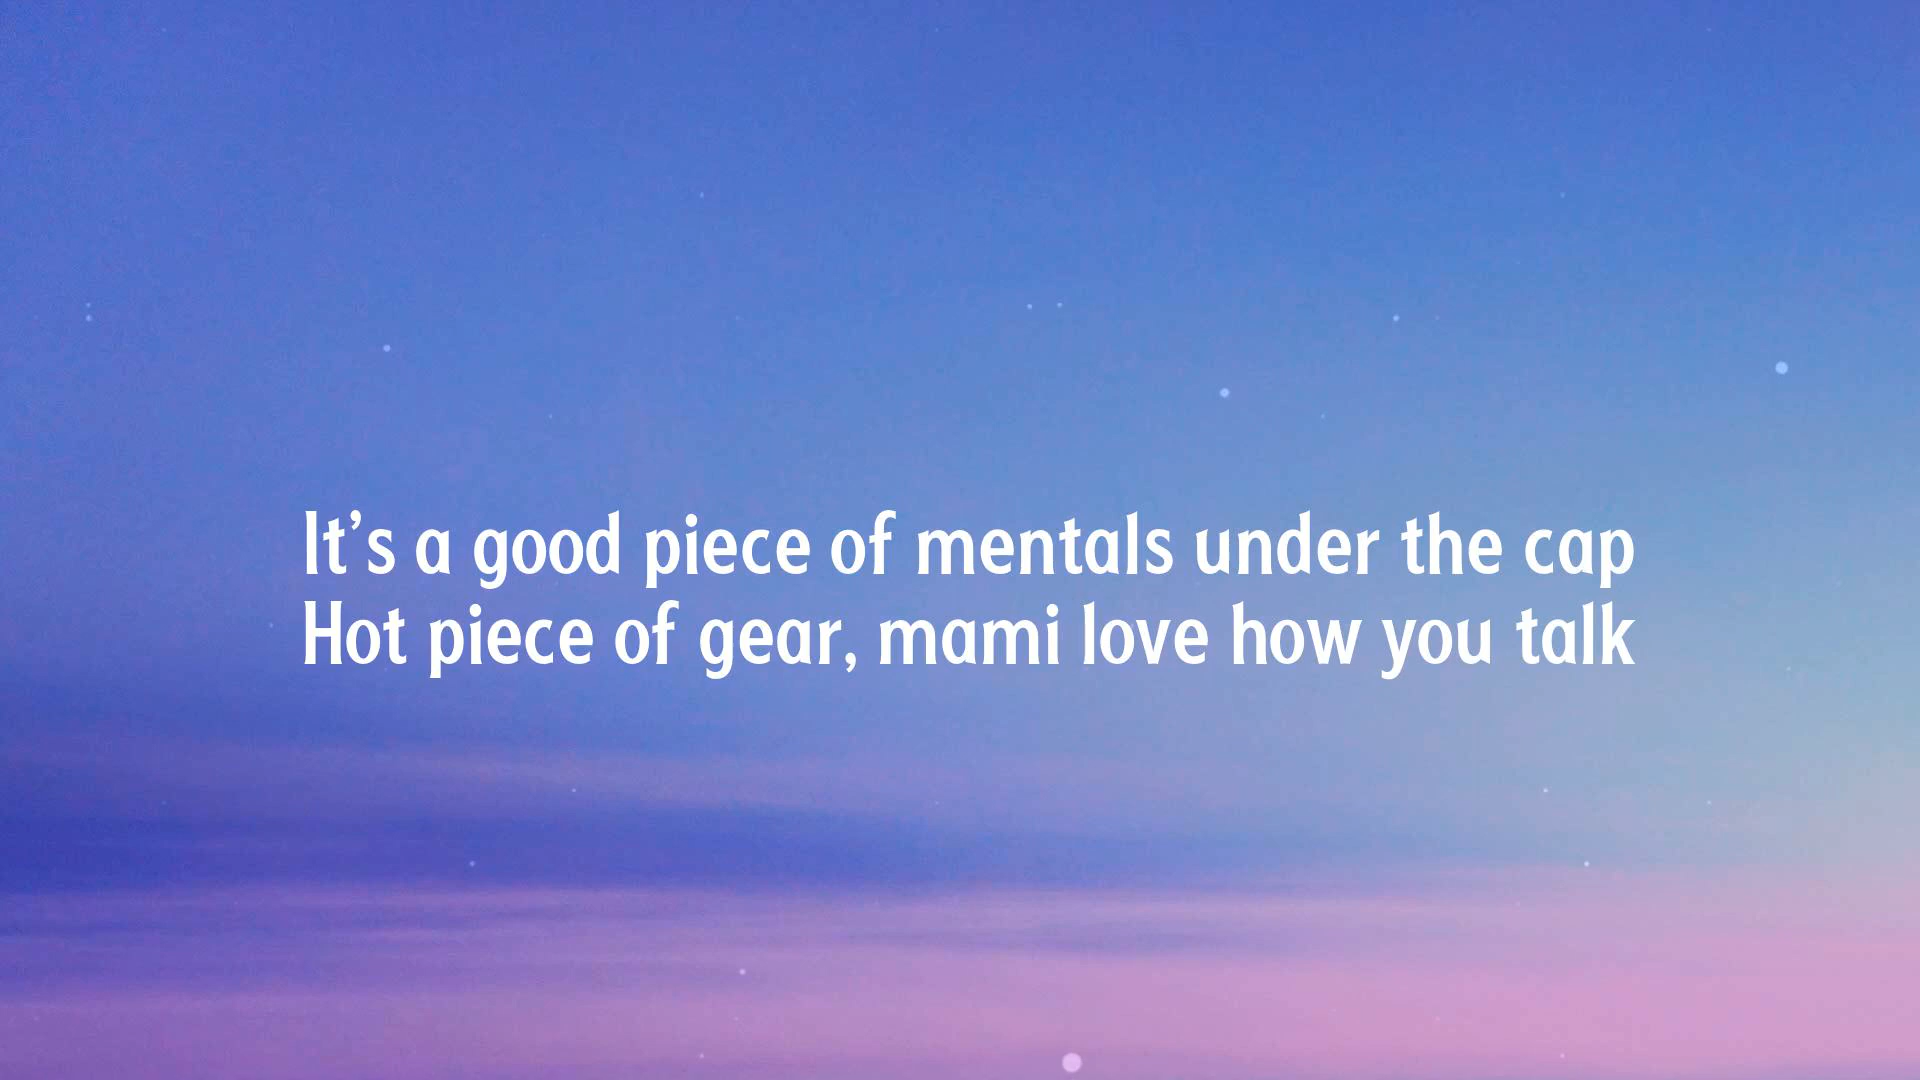 It’s a good piece of mentals under the cap
Hot piece of gear, mami love how you talk